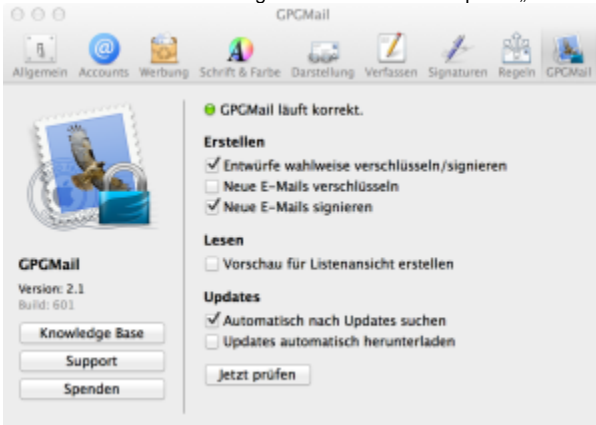 GPGMail
Allgemein Accounts Werbung Schrift & Farbe Darstellung Verfassen Signaturen Regeln GPGMail
GPGMail läuft korrekt.
Erstellen
Entwürfe wahlweise verschlüsseln/signieren
Neue E-Mails verschlüsseln
Neue E-Mails signieren
Lesen
Vorschau für Listenansicht erstellen
Updates
Automatisch nach Updates suchen
Updates automatisch herunterladen
Jetzt prüfen
GPGMail
Version: 2.1
Build: 601
Knowledge Base
Support
Spenden